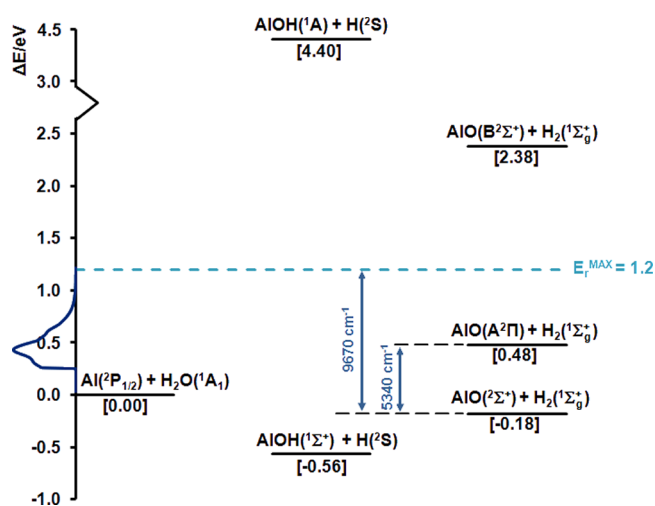 ΔE/eV
4.5
3.0
2.5
2.0
1.5
1.0
0.5
0.0
-0.5
-1.0
AlOH(¹A) + H(²S)
[4.40]
AlO(B²Σ⁺) + H₂(¹Σg⁺)
[2.38]
EᵣMAX = 1.2
9670 cm⁻¹
5340 cm⁻¹
AlO(A²Π) + H₂(¹Σg⁺)
[0.48]
Al(²P₁/₂) + H₂O(¹A₁)
[0.00]
AlO(²Σ⁺) + H₂(¹Σg⁺)
[-0.18]
AlOH(¹Σ⁺) + H(²S)
[-0.56]